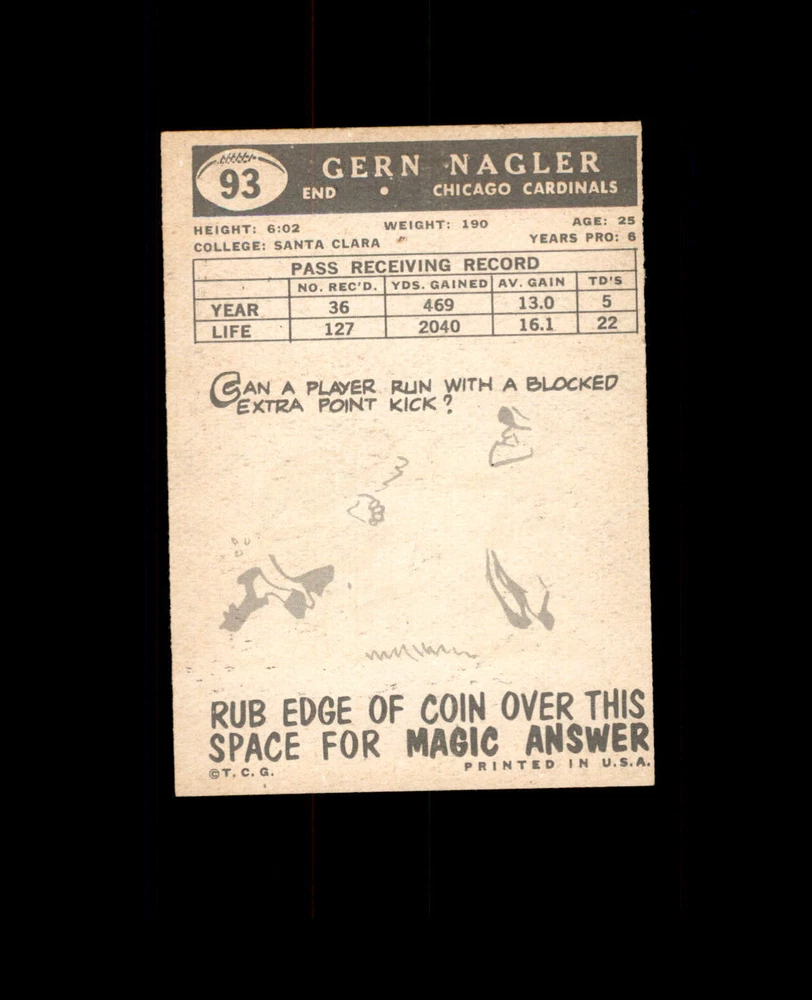 93
GERN NAGLER
END • CHICAGO CARDINALS
HEIGHT: 6:02 WEIGHT: 190 AGE: 25
COLLEGE: SANTA CLARA YEARS PRO: 6
PASS RECEIVING RECORD
NO. REC'D. YDS. GAINED AV. GAIN TD'S
YEAR 36 469 13.0 5
LIFE 127 2040 16.1 22
CAN A PLAYER RUN WITH A BLOCKED
EXTRA POINT KICK?
RUB EDGE OF COIN OVER THIS
SPACE FOR MAGIC ANSWER
©T. C. G. PRINTED IN U.S.A.